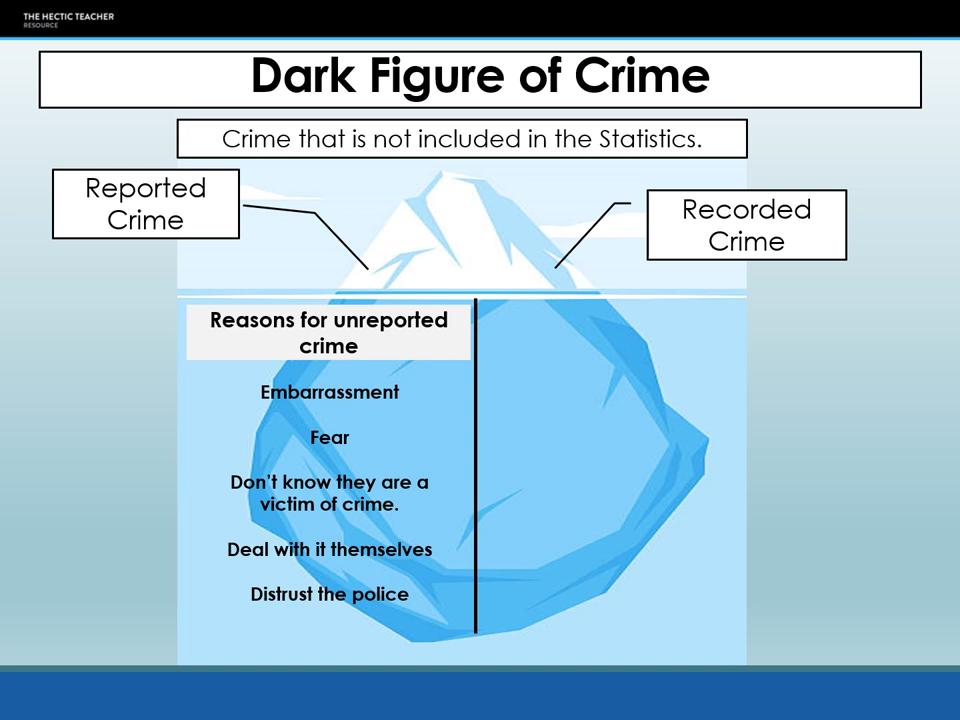 THE HECTIC TEACHER
RESOURCE
Dark Figure of Crime
Crime that is not included in the Statistics.
Reported
Crime
Recorded
Crime
Reasons for unreported
crime
Embarrassment
Fear
Don’t know they are a
victim of crime.
Deal with it themselves
Distrust the police